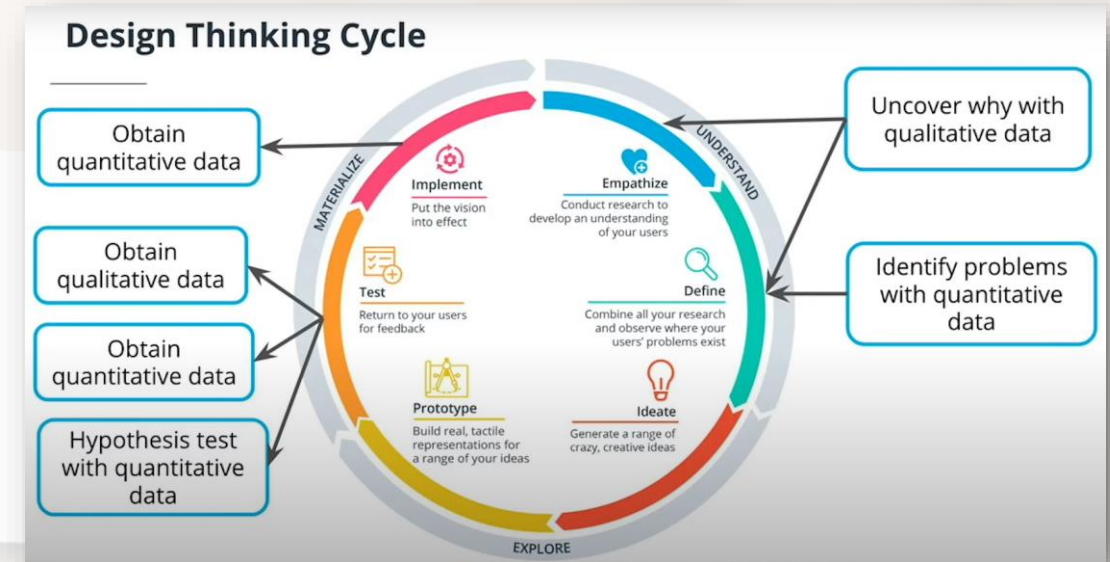 Design Thinking Cycle
Obtain
quantitative data
Obtain
qualitative data
Obtain
quantitative data
Hypothesis test
with quantitative
data
MATERIALIZE
UNDERSTAND
EXPLORE
Implement
Put the vision
into effect
Empathize
Conduct research to
develop an understanding
of your users
Test
Return to your users
for feedback
Define
Combine all your research
and observe where your
users' problems exist
Prototype
Build real, tactile
representations for
a range of your ideas
Ideate
Generate a range of
crazy, creative ideas
Uncover why with
qualitative data
Identify problems
with quantitative
data